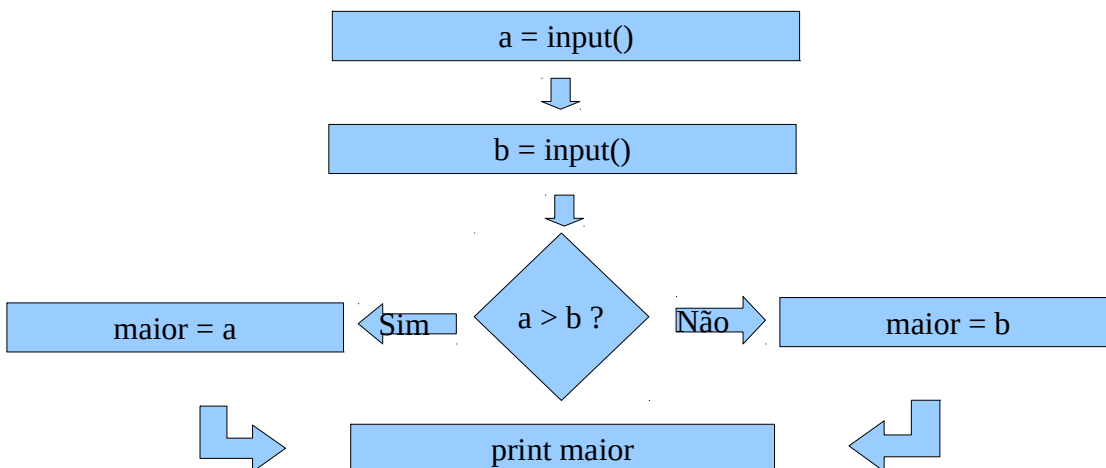 a = input()
b = input()
a > b ?
Sim
Não
maior = a
maior = b
print maior